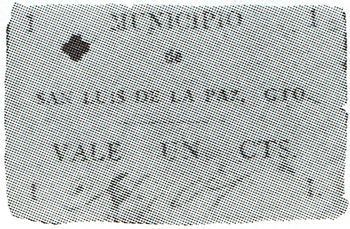 1 MUNICIPIO 1
de
SAN LUIS DE LA PAZ, GTO.
VALE UN CTS.
1 1.